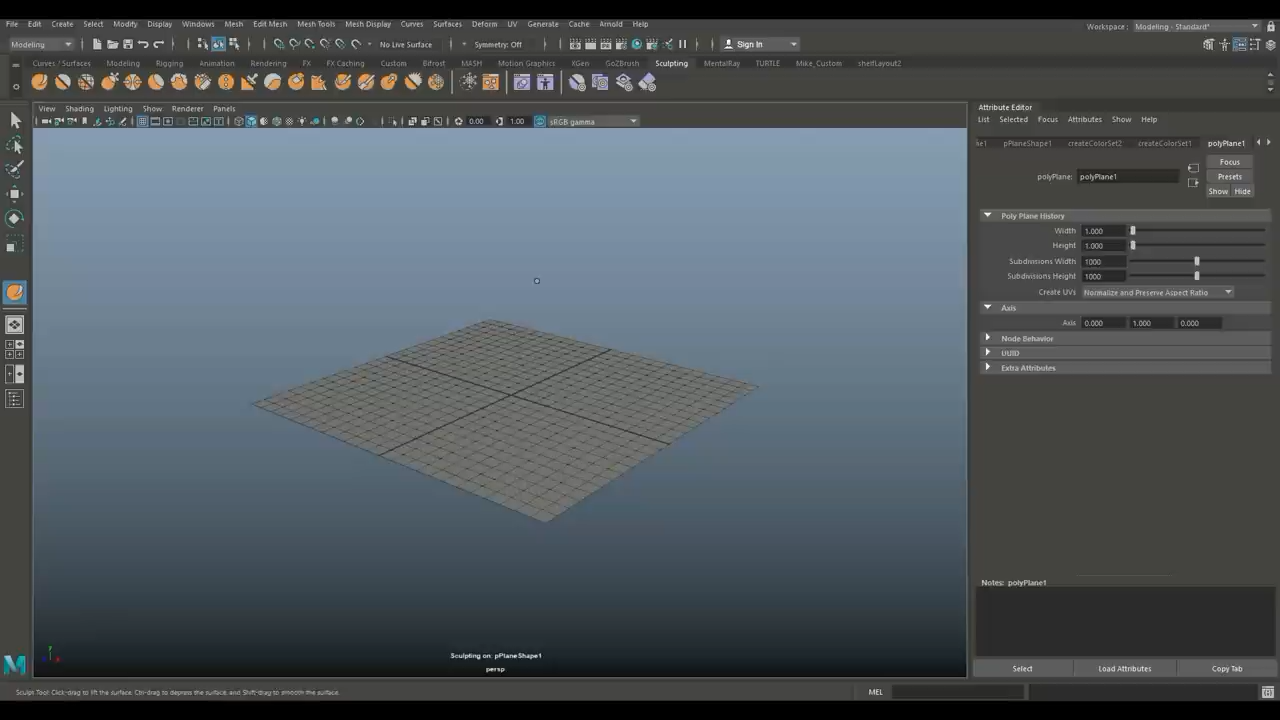 File Edit Create Select Modify Display Windows Mesh Edit Mesh Mesh Tools Mesh Display Curves Surfaces Deform UV Generate Cache Arnold Help
Workspace : Modeling - Standard*
Modeling
No Live Surface
Symmetry: Off
Sign In
Curves / Surfaces Modeling Rigging Animation Rendering FX FX Caching Custom Bifrost MASH Motion Graphics XGen GoZBrush Sculpting MentalRay TURTLE Mike_Custom shelfLayout2
View Shading Lighting Show Renderer Panels
0.00 1.00 sRGB gamma
Attribute Editor
List Selected Focus Attributes Show Help
pPlaneShape1 createColorSet2 createColorSet1 polyPlane1
polyPlane: polyPlane1
Focus
Presets
Show Hide
Poly Plane History
Width 1.000
Height 1.000
Subdivisions Width 1000
Subdivisions Height 1000
Create UVs Normalize and Preserve Aspect Ratio
Axis
Axis 0.000 1.000 0.000
Node Behavior
UUID
Extra Attributes
Notes: polyPlane1
Sculpting on: pPlaneShape1
persp
Select Load Attributes Copy Tab
Sculpt Tool: Click-drag to lift the surface. Ctrl-drag to depress the surface, and Shift-drag to smooth the surface.
MEL